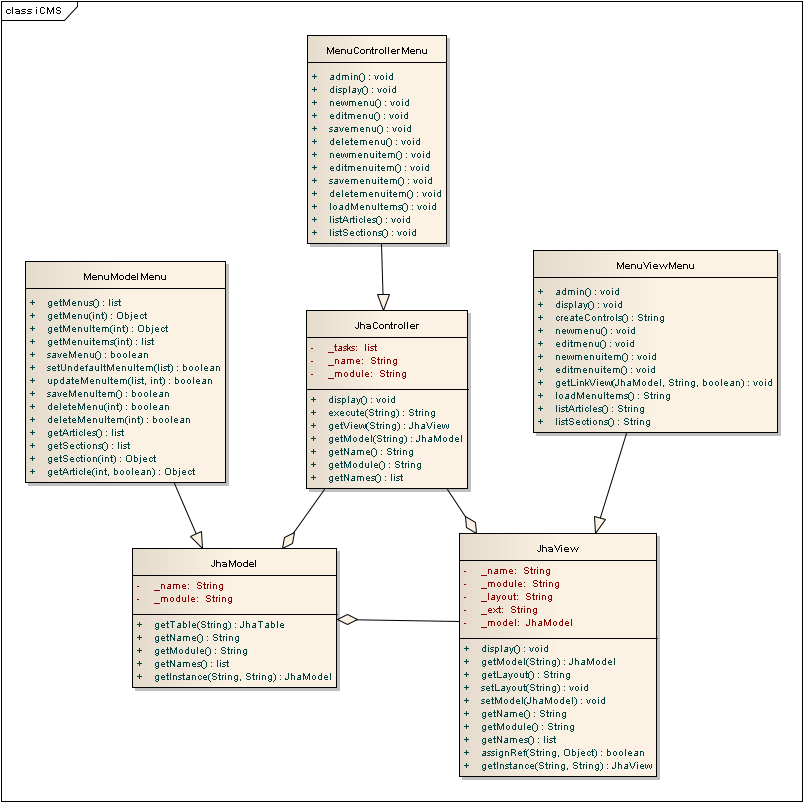 class iCMS
MenuControllerMenu
+ admin() : void
+ display() : void
+ newmenu() : void
+ editmenu() : void
+ savemenu() : void
+ deletemenu() : void
+ newmenuitem() : void
+ editmenuitem() : void
+ savemenuitem() : void
+ deletemenuitem() : void
+ loadMenuItems() : void
+ listArticles() : void
+ listSections() : void
MenuModelMenu
+ getMenus() : list
+ getMenu(int) : Object
+ getMenuItem(int) : Object
+ getMenuitems(int) : list
+ saveMenu() : boolean
+ setUndefaultMenuItem(list) : boolean
+ updateMenuItem(list, int) : boolean
+ saveMenuItem() : boolean
+ deleteMenu(int) : boolean
+ deleteMenuItem(int) : boolean
+ getArticles() : list
+ getSections() : list
+ getSection(int) : Object
+ getArticle(int, boolean) : Object
JhaController
- _tasks: list
- _name: String
- _module: String
+ display() : void
+ execute(String) : String
+ getView(String) : JhaView
+ getModel(String) : JhaModel
+ getName() : String
+ getModule() : String
+ getNames() : list
MenuViewMenu
+ admin() : void
+ display() : void
+ createControls() : String
+ newmenu() : void
+ editmenu() : void
+ newmenuitem() : void
+ editmenuitem() : void
+ getLinkView(JhaModel, String, boolean) : void
+ loadMenuItems() : String
+ listArticles() : String
+ listSections() : String
JhaModel
- _name: String
- _module: String
+ getTable(String) : JhaTable
+ getName() : String
+ getModule() : String
+ getNames() : list
+ getInstance(String, String) : JhaModel
JhaView
- _name: String
- _module: String
- _layout: String
- _ext: String
- _model: JhaModel
+ display() : void
+ getModel(String) : JhaModel
+ getLayout() : String
+ setLayout(String) : void
+ setModel(JhaModel) : void
+ getName() : String
+ getModule() : String
+ getNames() : list
+ assignRef(String, Object) : boolean
+ getInstance(String, String) : JhaView